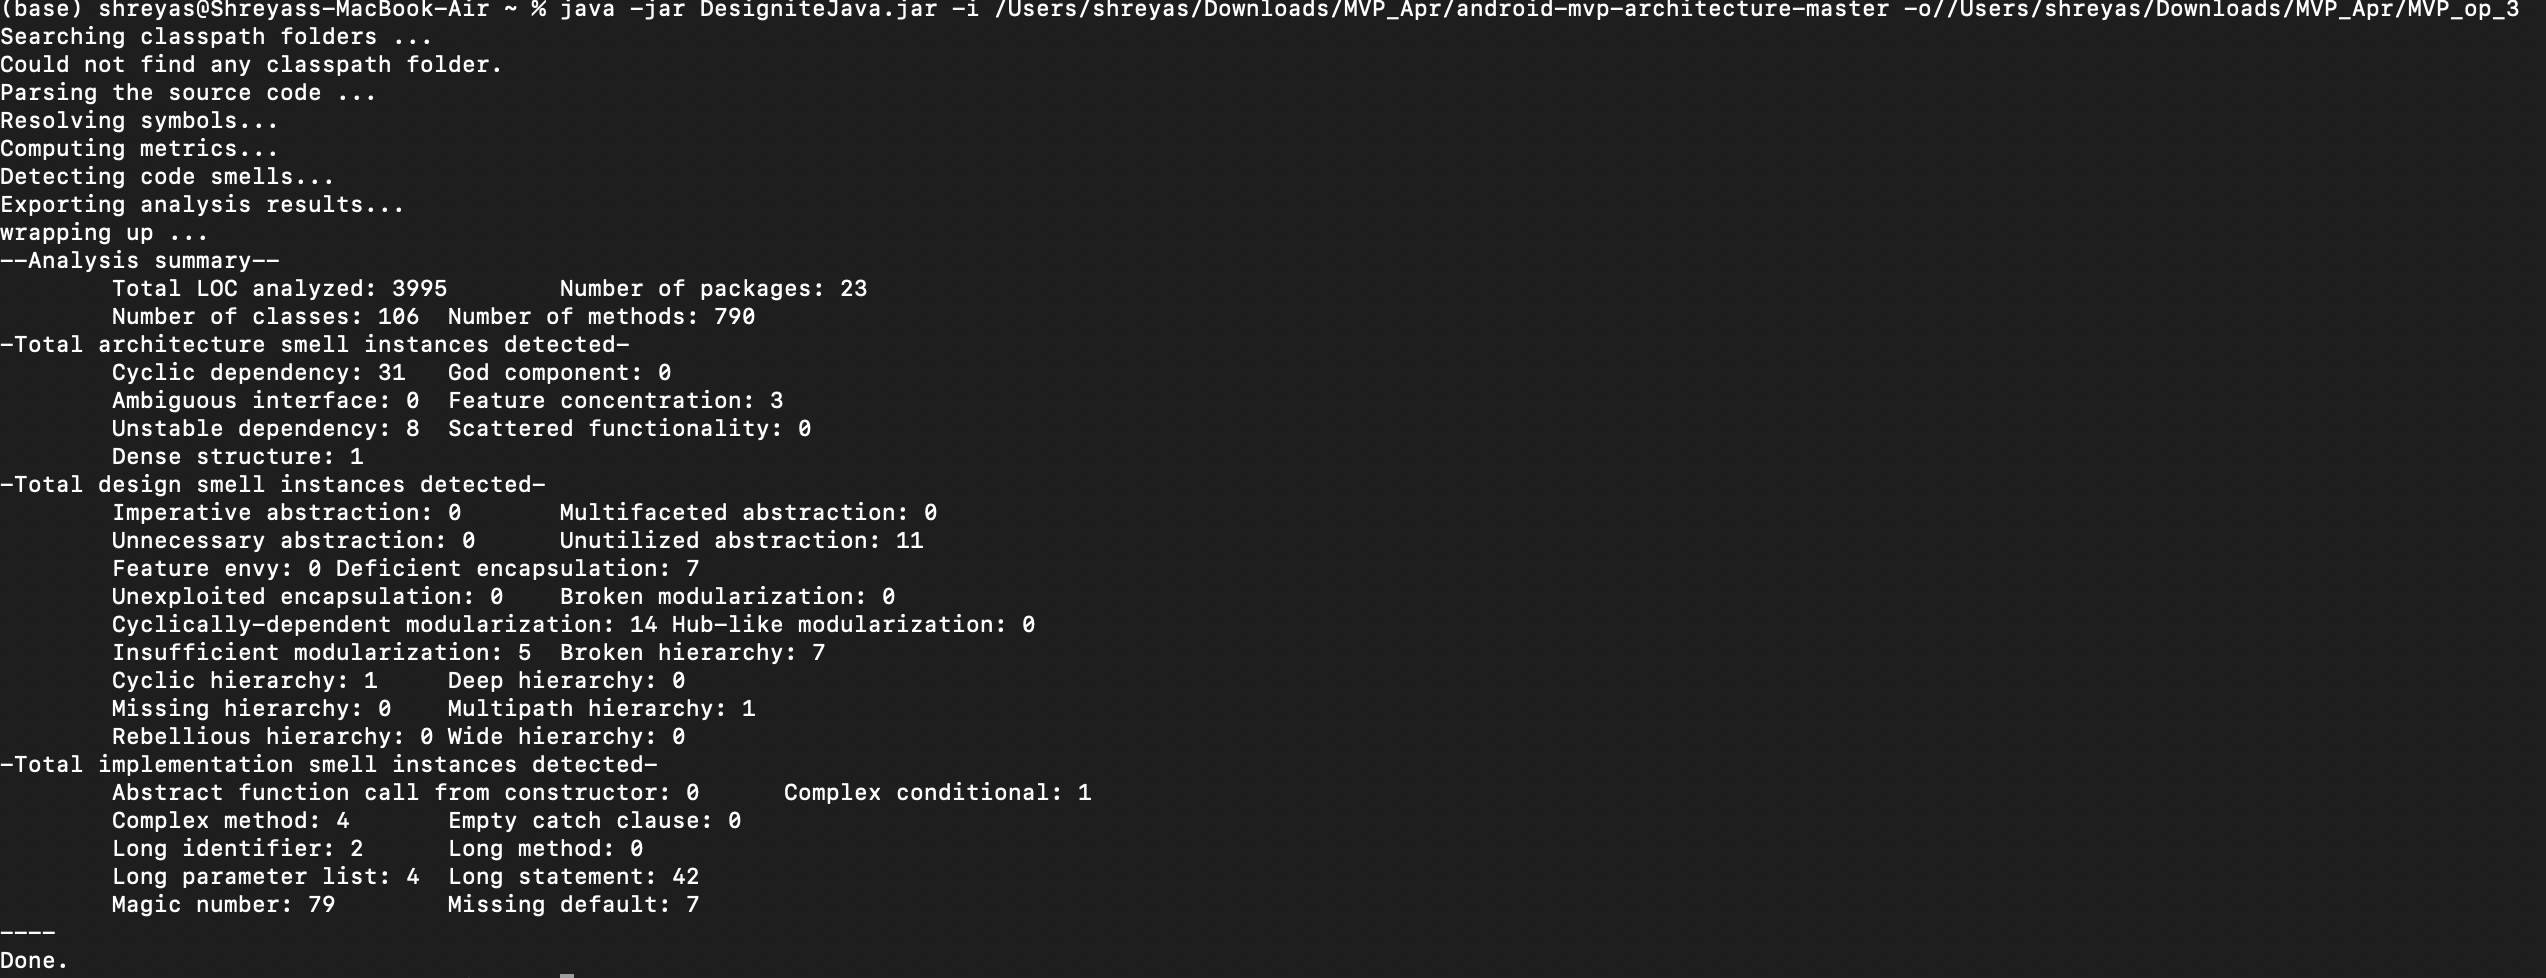 (base) shreyas@Shreyass-MacBook-Air ~ % java -jar DesigniteJava.jar -i /Users/shreyas/Downloads/MVP_Apr/android-mvp-architecture-master -o//Users/shreyas/Downloads/MVP_Apr/MVP_op_3
Searching classpath folders ...
Could not find any classpath folder.
Parsing the source code ...
Resolving symbols...
Computing metrics...
Detecting code smells...
Exporting analysis results...
wrapping up ...
--Analysis summary--
Total LOC analyzed: 3995 Number of packages: 23
Number of classes: 106 Number of methods: 790
-Total architecture smell instances detected-
Cyclic dependency: 31 God component: 0
Ambiguous interface: 0 Feature concentration: 3
Unstable dependency: 8 Scattered functionality: 0
Dense structure: 1
-Total design smell instances detected-
Imperative abstraction: 0 Multifaceted abstraction: 0
Unnecessary abstraction: 0 Unutilized abstraction: 11
Feature envy: 0 Deficient encapsulation: 7
Unexploited encapsulation: 0 Broken modularization: 0
Cyclically-dependent modularization: 14 Hub-like modularization: 0
Insufficient modularization: 5 Broken hierarchy: 7
Cyclic hierarchy: 1 Deep hierarchy: 0
Missing hierarchy: 0 Multipath hierarchy: 1
Rebellious hierarchy: 0 Wide hierarchy: 0
-Total implementation smell instances detected-
Abstract function call from constructor: 0 Complex conditional: 1
Complex method: 4 Empty catch clause: 0
Long identifier: 2 Long method: 0
Long parameter list: 4 Long statement: 42
Magic number: 79 Missing default: 7
----
Done.